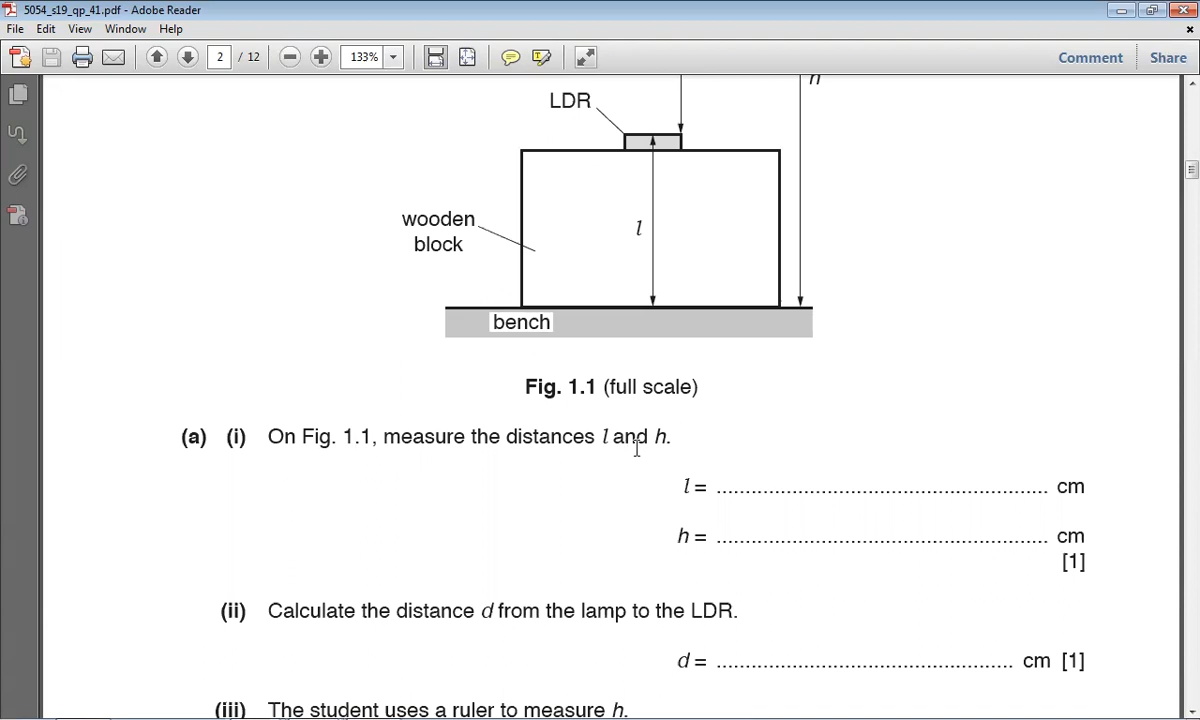 5054_s19_qp_41.pdf - Adobe Reader
File Edit View Window Help
2 / 12 133% Comment Share
h
LDR
wooden
block
l
bench
Fig. 1.1 (full scale)
(a) (i) On Fig. 1.1, measure the distances l and h.
l = .......................................................... cm
h = .......................................................... cm
[1]
(ii) Calculate the distance d from the lamp to the LDR.
d = .................................................... cm [1]
(iii) The student uses a ruler to measure h.